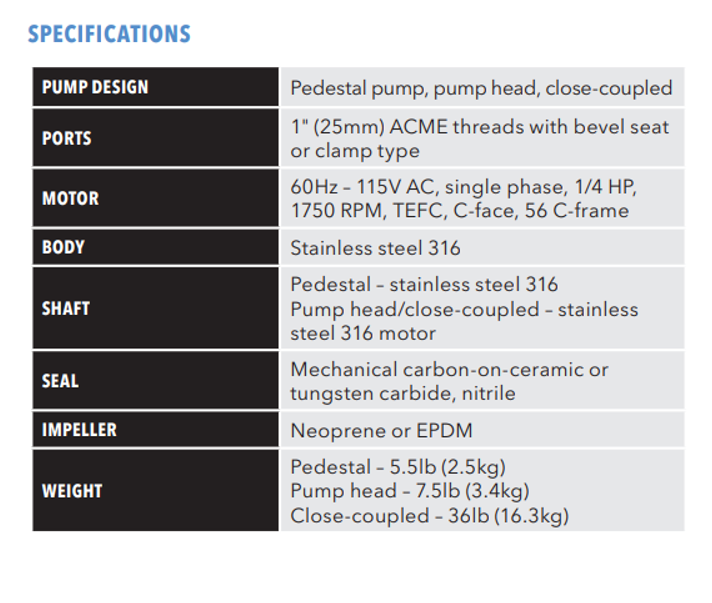 SPECIFICATIONS
PUMP DESIGN
Pedestal pump, pump head, close-coupled
PORTS
1" (25mm) ACME threads with bevel seat
or clamp type
MOTOR
60Hz – 115V AC, single phase, 1/4 HP,
1750 RPM, TEFC, C-face, 56 C-frame
BODY
Stainless steel 316
SHAFT
Pedestal – stainless steel 316
Pump head/close-coupled – stainless
steel 316 motor
SEAL
Mechanical carbon-on-ceramic or
tungsten carbide, nitrile
IMPELLER
Neoprene or EPDM
WEIGHT
Pedestal – 5.5lb (2.5kg)
Pump head – 7.5lb (3.4kg)
Close-coupled – 36lb (16.3kg)